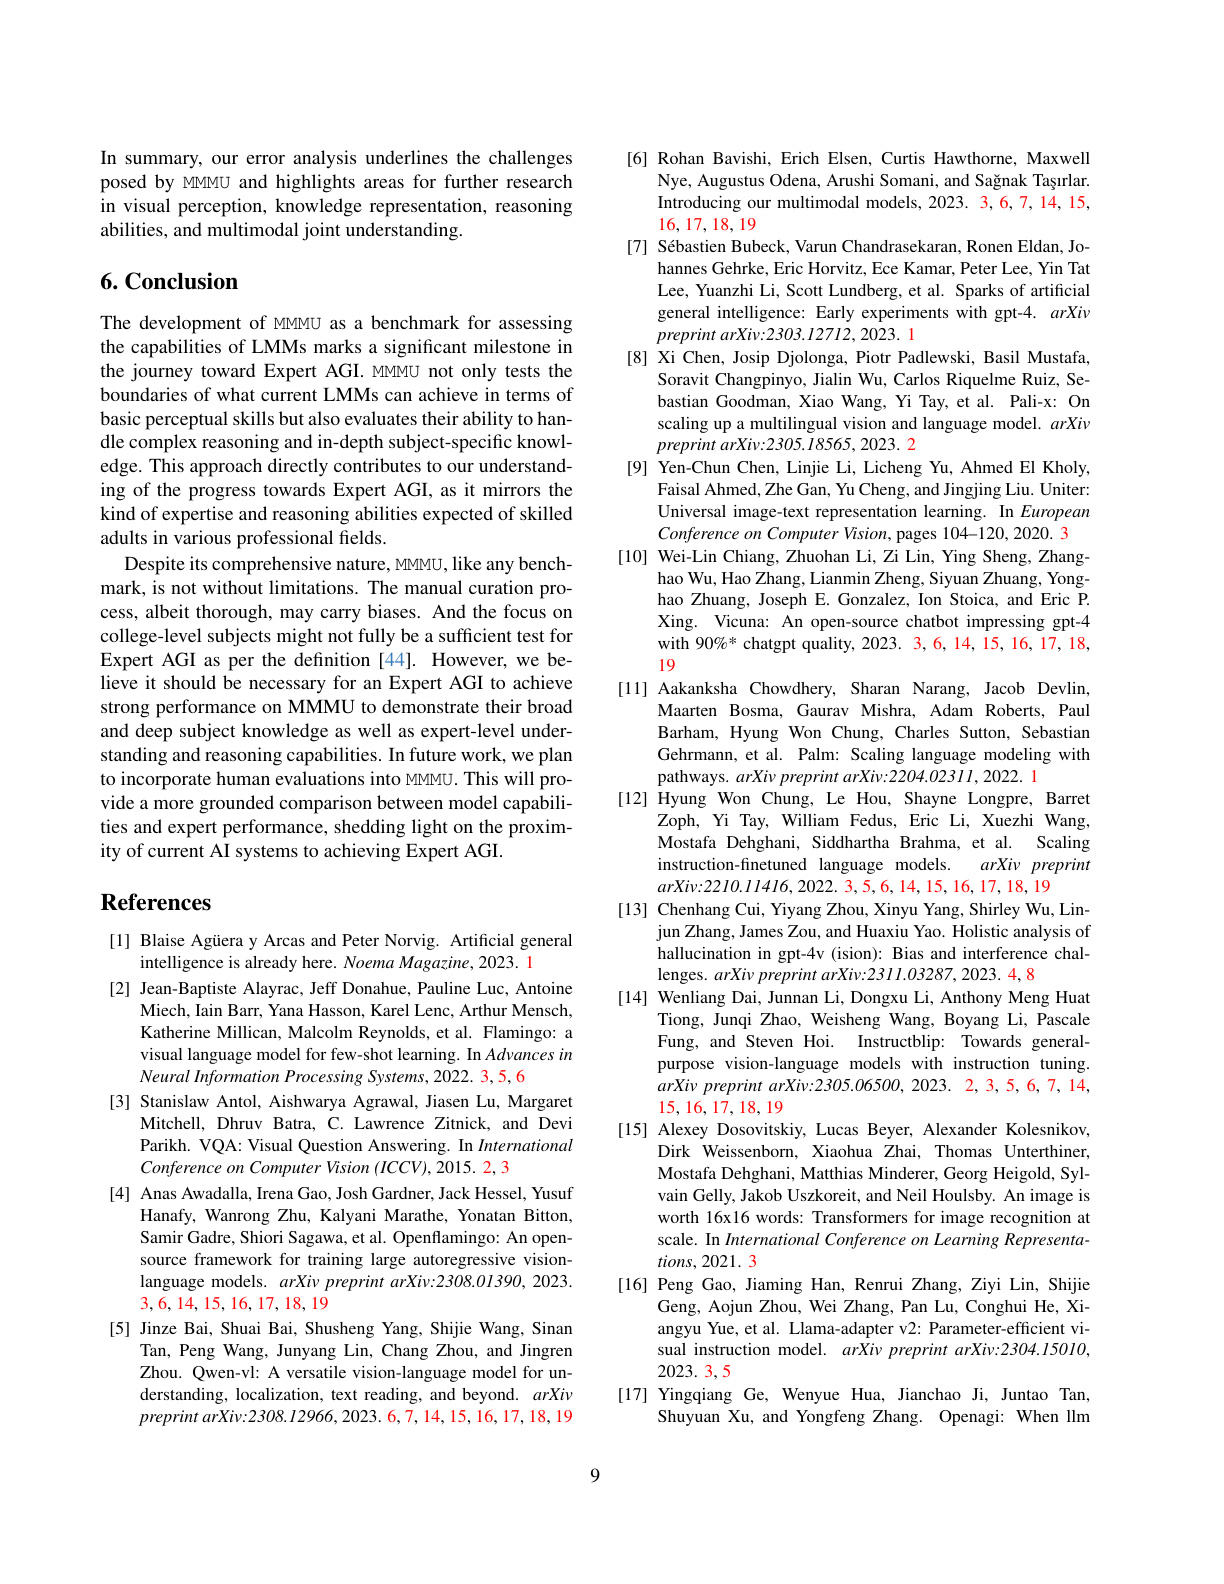 In summary, our error analysis underlines the challenges
posed by MMMU and highlights areas for further research
in visual perception, knowledge representation, reasoning
abilities, and multimodal joint understanding.
6. Conclusion
The development of MMMU as a benchmark for assessing
the capabilities of LMMs marks a significant milestone in
the journey toward Expert AGI. MMMU not only tests the
boundaries of what current LMMs can achieve in terms of
basic perceptual skills but also evaluates their ability to han-
dle complex reasoning and in-depth subject-specific knowl-
edge. This approach directly contributes to our understand-
ing of the progress towards Expert AGI, as it mirrors the
kind of expertise and reasoning abilities expected of skilled
adults in various professional fields.
Despite its comprehensive nature, MMMU, like any bench-
mark, is not without limitations. The manual curation pro-
cess, albeit thorough, may carry biases. And the focus on
college-level subjects might not fully be a sufficient test for
Expert AGI as per the definition [44]. However, we be-
lieve it should be necessary for an Expert AGI to achieve
strong performance on MMMU to demonstrate their broad
and deep subject knowledge as well as expert-level under-
standing and reasoning capabilities. In future work, we plan
to incorporate human evaluations into MMMU. This will pro-
vide a more grounded comparison between model capabili-
ties and expert performance, shedding light on the proxim-
ity of current AI systems to achieving Expert AGI.
References
[1] Blaise Agüera y Arcas and Peter Norvig. Artificial general
intelligence is already here. Noema Magazine, 2023. 1
[2] Jean-Baptiste Alayrac, Jeff Donahue, Pauline Luc, Antoine
Miech, Iain Barr, Yana Hasson, Karel Lenc, Arthur Mensch,
Katherine Millican, Malcolm Reynolds, et al. Flamingo: a
visual language model for few-shot learning. In Advances in
Neural Information Processing Systems, 2022. 3, 5, 6
[3] Stanislaw Antol, Aishwarya Agrawal, Jiasen Lu, Margaret
Mitchell, Dhruv Batra, C. Lawrence Zitnick, and Devi
Parikh. VQA: Visual Question Answering. In International
Conference on Computer Vision (ICCV), 2015. 2, 3
[4] Anas Awadalla, Irena Gao, Josh Gardner, Jack Hessel, Yusuf
Hanafy, Wanrong Zhu, Kalyani Marathe, Yonatan Bitton,
Samir Gadre, Shiori Sagawa, et al. Openflamingo: An open-
source framework for training large autoregressive vision-
language models. arXiv preprint arXiv:2308.01390, 2023.
3, 6, 14, 15, 16, 17, 18, 19
[5] Jinze Bai, Shuai Bai, Shusheng Yang, Shijie Wang, Sinan
Tan, Peng Wang, Junyang Lin, Chang Zhou, and Jingren
Zhou. Qwen-vl: A versatile vision-language model for un-
derstanding, localization, text reading, and beyond. arXiv
preprint arXiv:2308.12966, 2023. 6, 7, 14, 15, 16, 17, 18, 19
[6] Rohan Bavishi, Erich Elsen, Curtis Hawthorne, Maxwell
Nye, Augustus Odena, Arushi Somani, and Sağnak Taşırlar.
Introducing our multimodal models, 2023. 3, 6, 7, 14, 15,
16, 17, 18, 19
[7] Sébastien Bubeck, Varun Chandrasekaran, Ronen Eldan, Jo-
hannes Gehrke, Eric Horvitz, Ece Kamar, Peter Lee, Yin Tat
Lee, Yuanzhi Li, Scott Lundberg, et al. Sparks of artificial
general intelligence: Early experiments with gpt-4. arXiv
preprint arXiv:2303.12712, 2023. 1
[8] Xi Chen, Josip Djolonga, Piotr Padlewski, Basil Mustafa,
Soravit Changpinyo, Jialin Wu, Carlos Riquelme Ruiz, Se-
bastian Goodman, Xiao Wang, Yi Tay, et al. Pali-x: On
scaling up a multilingual vision and language model. arXiv
preprint arXiv:2305.18565, 2023. 2
[9] Yen-Chun Chen, Linjie Li, Licheng Yu, Ahmed El Kholy,
Faisal Ahmed, Zhe Gan, Yu Cheng, and Jingjing Liu. Uniter:
Universal image-text representation learning. In European
Conference on Computer Vision, pages 104–120, 2020. 3
[10] Wei-Lin Chiang, Zhuohan Li, Zi Lin, Ying Sheng, Zhang-
hao Wu, Hao Zhang, Lianmin Zheng, Siyuan Zhuang, Yong-
hao Zhuang, Joseph E. Gonzalez, Ion Stoica, and Eric P.
Xing. Vicuna: An open-source chatbot impressing gpt-4
with 90%* chatgpt quality, 2023. 3, 6, 14, 15, 16, 17, 18,
19
[11] Aakanksha Chowdhery, Sharan Narang, Jacob Devlin,
Maarten Bosma, Gaurav Mishra, Adam Roberts, Paul
Barham, Hyung Won Chung, Charles Sutton, Sebastian
Gehrmann, et al. Palm: Scaling language modeling with
pathways. arXiv preprint arXiv:2204.02311, 2022. 1
[12] Hyung Won Chung, Le Hou, Shayne Longpre, Barret
Zoph, Yi Tay, William Fedus, Eric Li, Xuezhi Wang,
Mostafa Dehghani, Siddhartha Brahma, et al. Scaling
instruction-finetuned language models. arXiv preprint
arXiv:2210.11416, 2022. 3, 5, 6, 14, 15, 16, 17, 18, 19
[13] Chenhang Cui, Yiyang Zhou, Xinyu Yang, Shirley Wu, Lin-
jun Zhang, James Zou, and Huaxiu Yao. Holistic analysis of
hallucination in gpt-4v (ision): Bias and interference chal-
lenges. arXiv preprint arXiv:2311.03287, 2023. 4, 8
[14] Wenliang Dai, Junnan Li, Dongxu Li, Anthony Meng Huat
Tiong, Junqi Zhao, Weisheng Wang, Boyang Li, Pascale
Fung, and Steven Hoi. Instructblip: Towards general-
purpose vision-language models with instruction tuning.
arXiv preprint arXiv:2305.06500, 2023. 2, 3, 5, 6, 7, 14,
15, 16, 17, 18, 19
[15] Alexey Dosovitskiy, Lucas Beyer, Alexander Kolesnikov,
Dirk Weissenborn, Xiaohua Zhai, Thomas Unterthiner,
Mostafa Dehghani, Matthias Minderer, Georg Heigold, Syl-
vain Gelly, Jakob Uszkoreit, and Neil Houlsby. An image is
worth 16x16 words: Transformers for image recognition at
scale. In International Conference on Learning Representa-
tions, 2021. 3
[16] Peng Gao, Jiaming Han, Renrui Zhang, Ziyi Lin, Shijie
Geng, Aojun Zhou, Wei Zhang, Pan Lu, Conghui He, Xi-
angyu Yue, et al. Llama-adapter v2: Parameter-efficient vi-
sual instruction model. arXiv preprint arXiv:2304.15010,
2023. 3, 5
[17] Yingqiang Ge, Wenyue Hua, Jianchao Ji, Juntao Tan,
Shuyuan Xu, and Yongfeng Zhang. Openagi: When llm
9